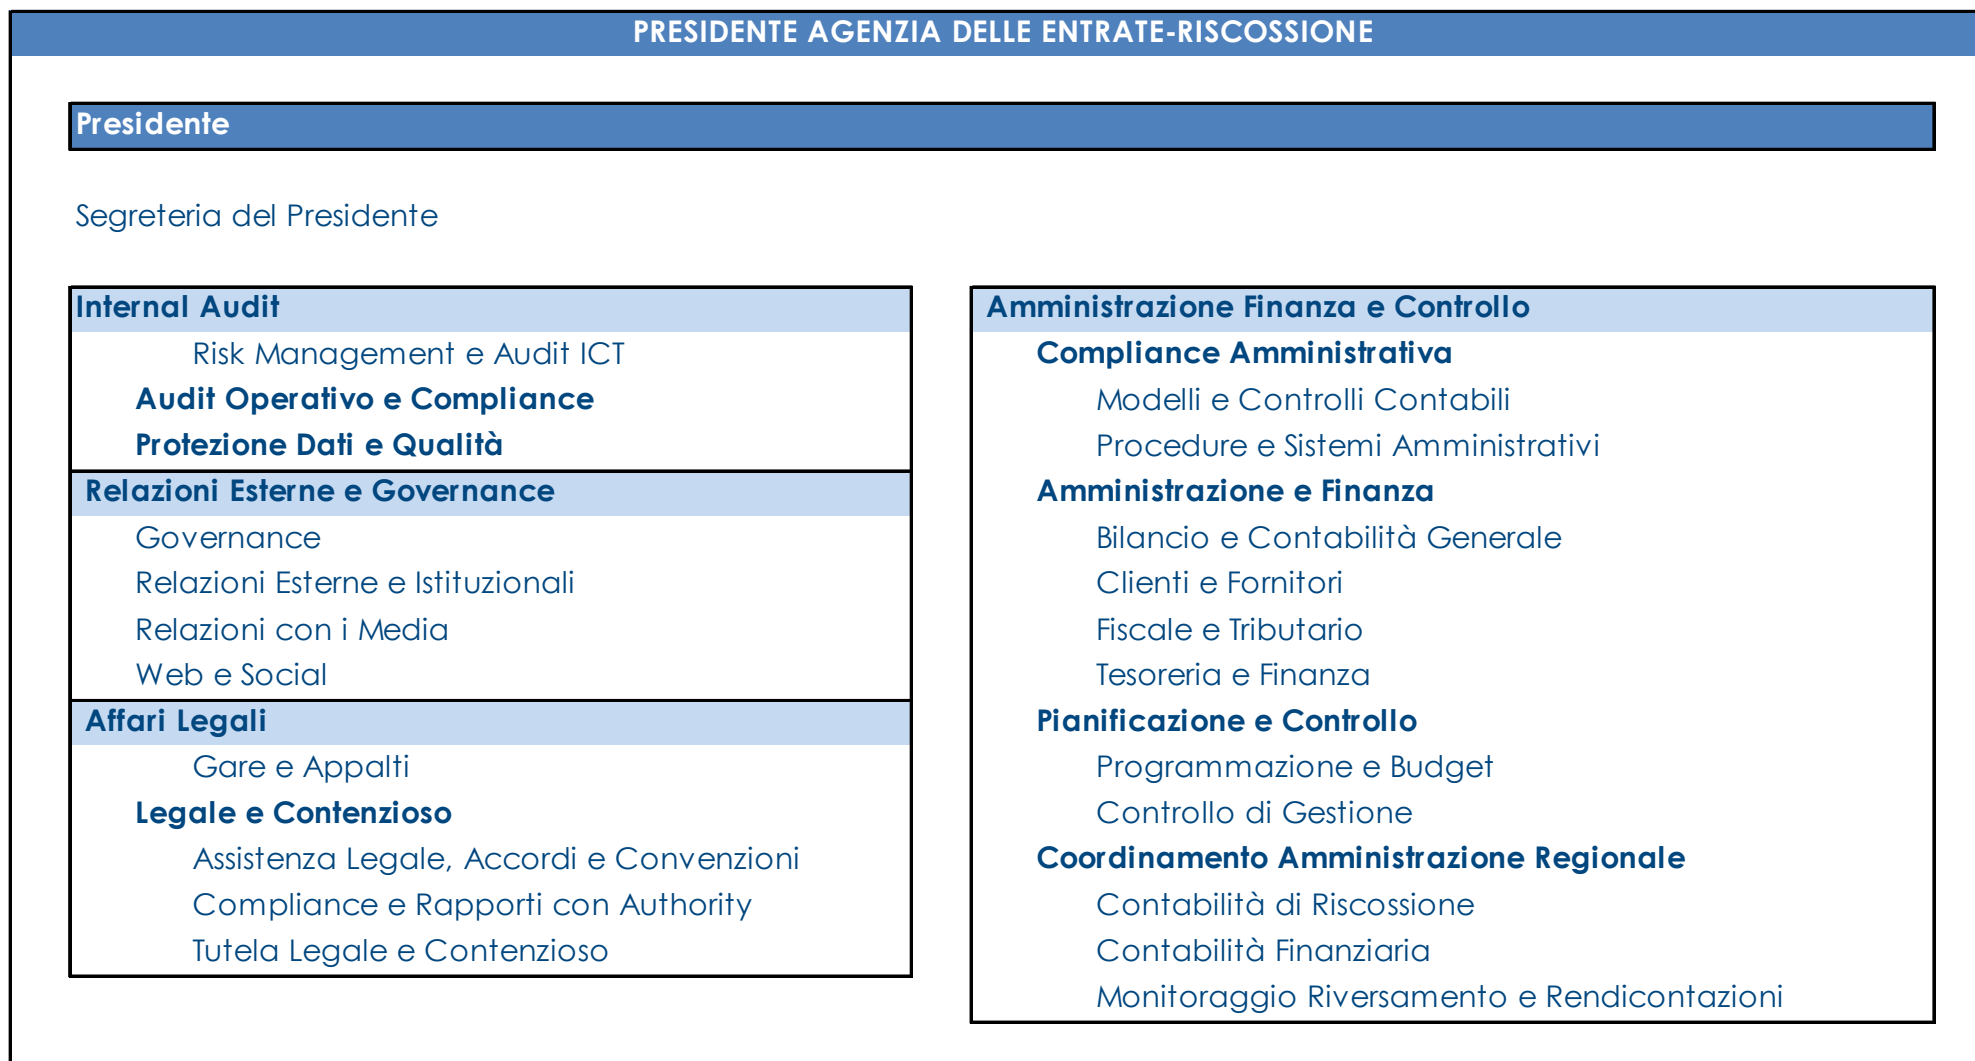 PRESIDENTE AGENZIA DELLE ENTRATE-RISCOSSIONE
Presidente
Segreteria del Presidente
Internal Audit
Risk Management e Audit ICT
Audit Operativo e Compliance
Protezione Dati e Qualità
Relazioni Esterne e Governance
Governance
Relazioni Esterne e Istituzionali
Relazioni con i Media
Web e Social
Affari Legali
Gare e Appalti
Legale e Contenzioso
Assistenza Legale, Accordi e Convenzioni
Compliance e Rapporti con Authority
Tutela Legale e Contenzioso
Amministrazione Finanza e Controllo
Compliance Amministrativa
Modelli e Controlli Contabili
Procedure e Sistemi Amministrativi
Amministrazione e Finanza
Bilancio e Contabilità Generale
Clienti e Fornitori
Fiscale e Tributario
Tesoreria e Finanza
Pianificazione e Controllo
Programmazione e Budget
Controllo di Gestione
Coordinamento Amministrazione Regionale
Contabilità di Riscossione
Contabilità Finanziaria
Monitoraggio Riversamento e Rendicontazioni